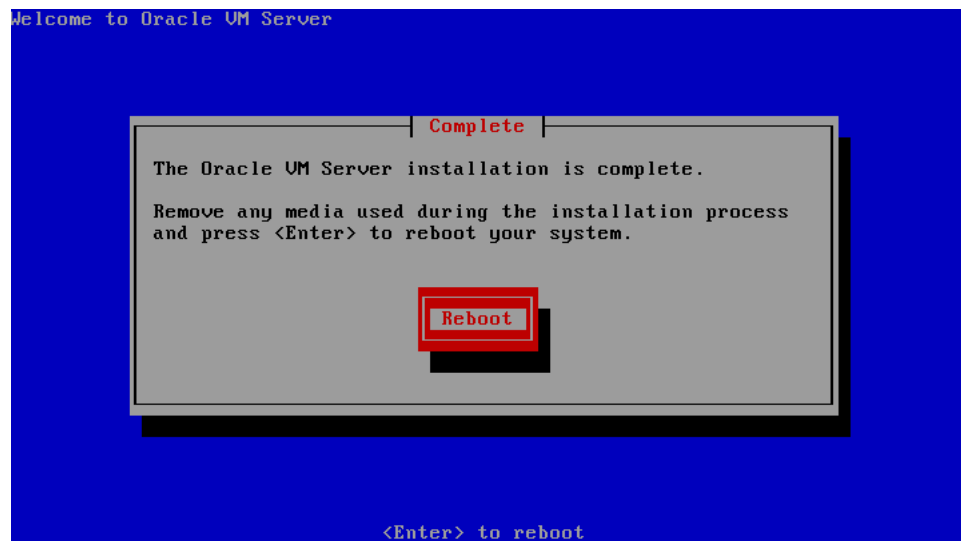 Welcome to Oracle VM Server
Complete
The Oracle VM Server installation is complete.
Remove any media used during the installation process
and press <Enter> to reboot your system.
Reboot
<Enter> to reboot